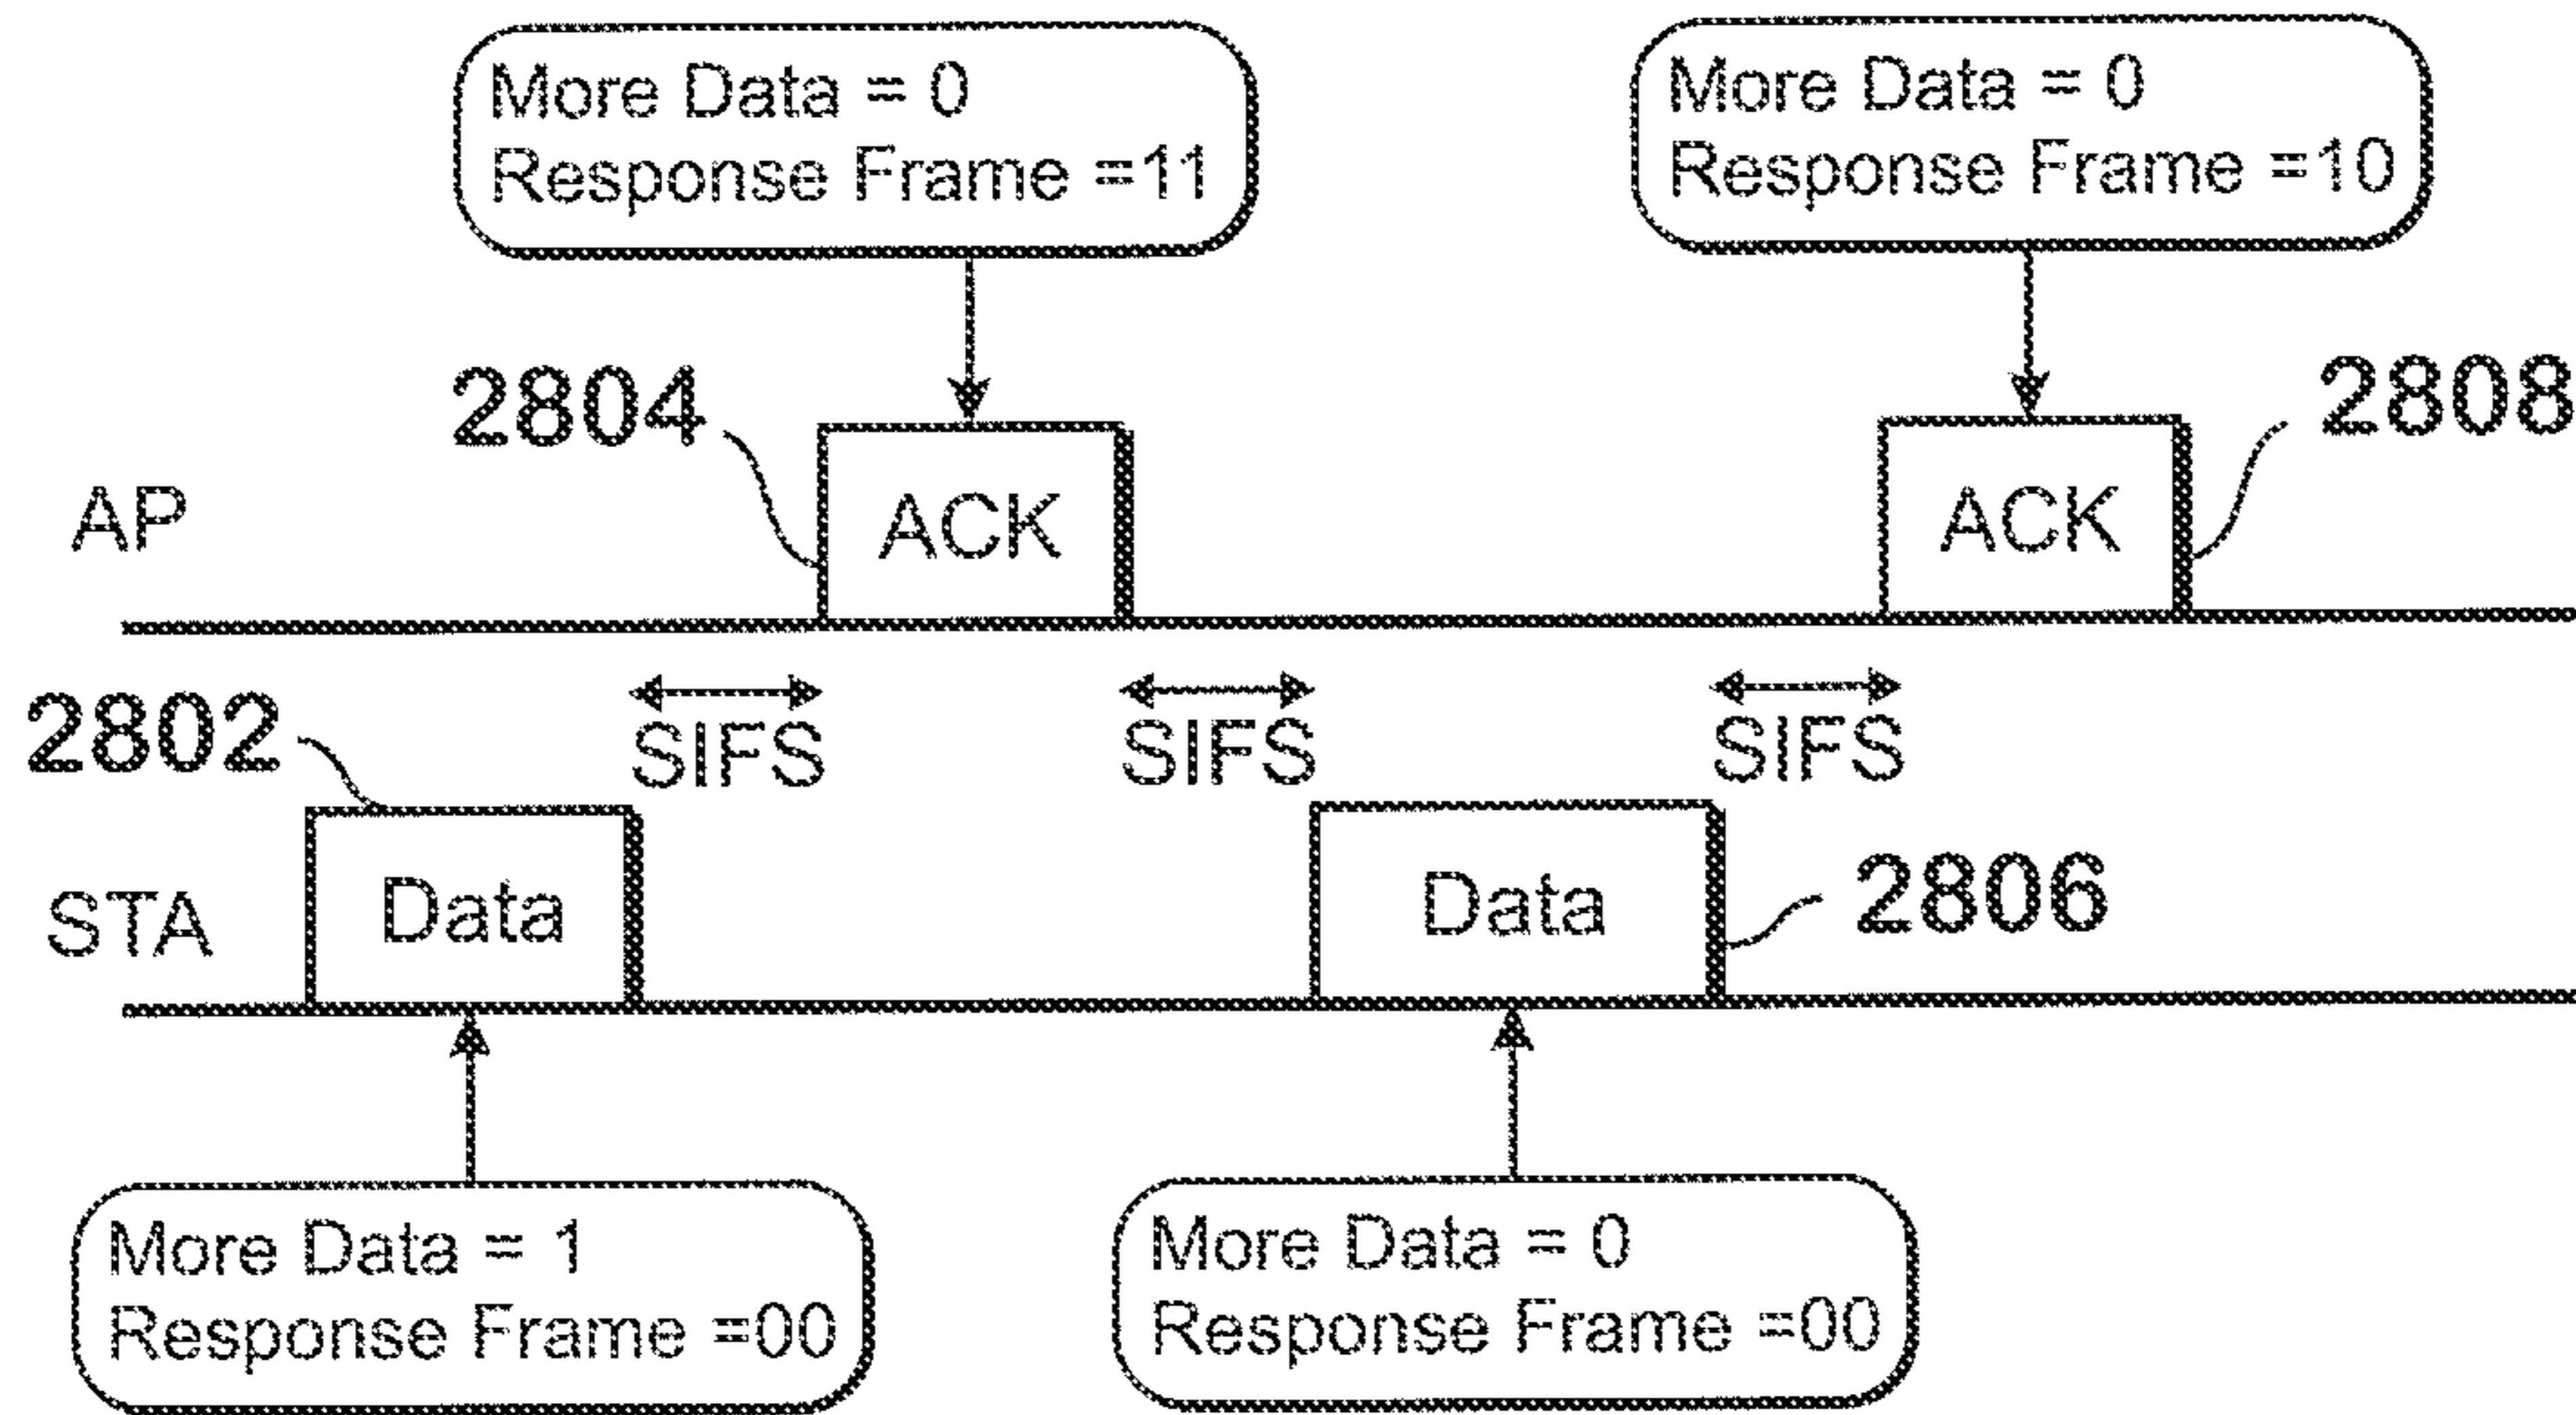 More Data = 0
Response Frame =11
More Data = 0
Response Frame =10
2804
2808
AP
ACK
ACK
SIFS
SIFS
SIFS
2802
STA
Data
Data
2806
More Data = 1
Response Frame =00
More Data = 0
Response Frame =00